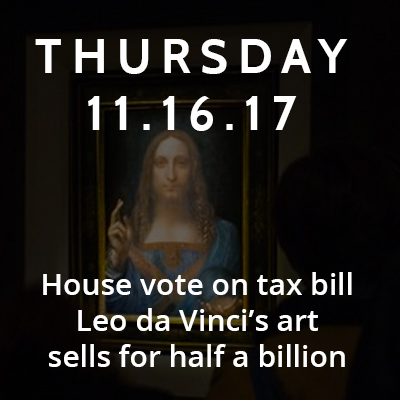 THURSDAY
11.16.17
House vote on tax bill
Leo da Vinci's art
sells for half a billion